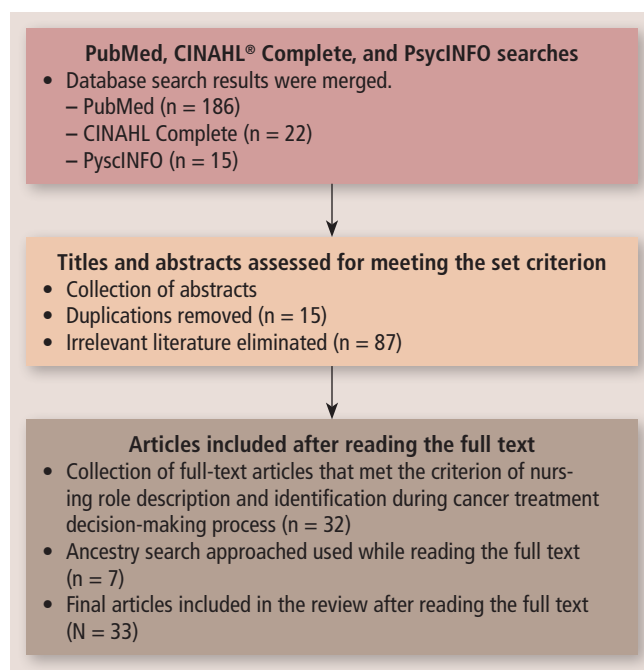 PubMed, CINAHL® Complete, and PsycINFO searches
• Database search results were merged.
– PubMed (n = 186)
– CINAHL Complete (n = 22)
– PyscINFO (n = 15)
Titles and abstracts assessed for meeting the set criterion
• Collection of abstracts
• Duplications removed (n = 15)
• Irrelevant literature eliminated (n = 87)
Articles included after reading the full text
• Collection of full-text articles that met the criterion of nurs-
ing role description and identification during cancer treatment
decision-making process (n = 32)
• Ancestry search approached used while reading the full text
(n = 7)
• Final articles included in the review after reading the full text
(N = 33)